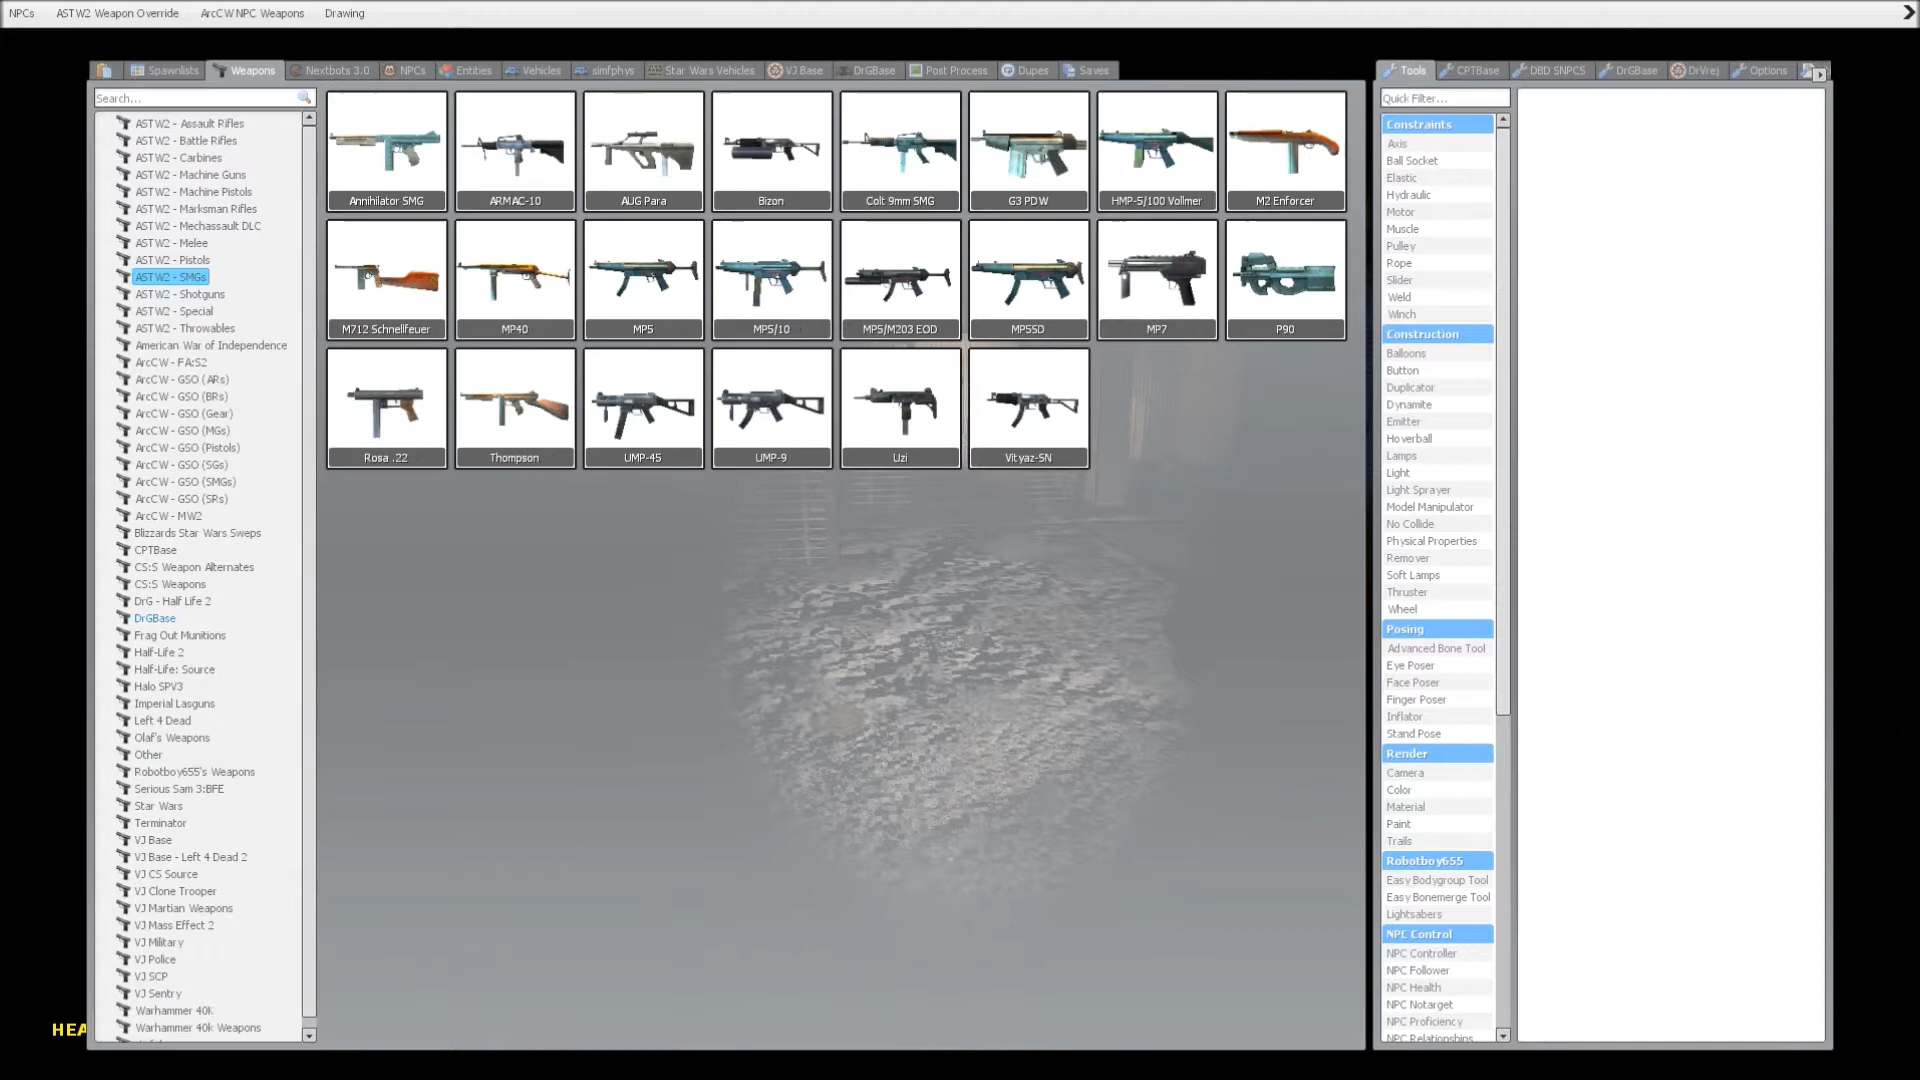 NPCs ASTW2 Weapon Override ArcCW NPC Weapons Drawing
Spawnlists Weapons Nextbots 3.0 NPCs Entities Vehicles simfphys Star Wars Vehicles VJ Base DrGBase Post Process Dupes Saves
Tools CPTBase DBD SNPCS DrGBase DrVrej Options
Search...
ASTW2 - Assault Rifles
ASTW2 - Battle Rifles
ASTW2 - Carbines
ASTW2 - Machine Guns
ASTW2 - Machine Pistols
ASTW2 - Marksman Rifles
ASTW2 - Mechassault DLC
ASTW2 - Melee
ASTW2 - Pistols
ASTW2 - SMGs
ASTW2 - Shotguns
ASTW2 - Special
ASTW2 - Throwables
American War of Independence
ArcCW - FA:S2
ArcCW - GSO (ARs)
ArcCW - GSO (BRs)
ArcCW - GSO (Gear)
ArcCW - GSO (MGs)
ArcCW - GSO (Pistols)
ArcCW - GSO (SGs)
ArcCW - GSO (SMGs)
ArcCW - GSO (SRs)
ArcCW - MW2
Blizzards Star Wars Sweps
CPTBase
CS:S Weapon Alternates
CS:S Weapons
DrG - Half Life 2
DrGBase
Frag Out Munitions
Half-Life 2
Half-Life: Source
Halo SPV3
Imperial Lasguns
Left 4 Dead
Olaf's Weapons
Other
Robotboy655's Weapons
Serious Sam 3:BFE
Star Wars
Terminator
VJ Base
VJ Base - Left 4 Dead 2
VJ CS Source
VJ Clone Trooper
VJ Martian Weapons
VJ Mass Effect 2
VJ Military
VJ Police
VJ SCP
VJ Sentry
Warhammer 40k
Warhammer 40k Weapons
HEA
Annihilator SMG ARMAC-10 AUG Para Bizon Colt 9mm SMG G3 PDW HMP-5/100 Vollmer M2 Enforcer
M712 Schnellfeuer MP40 MP5 MP5/10 MP5/M203 EOD MP5SD MP7 P90
Rosa .22 Thompson UMP-45 UMP-9 Uzi Vityaz-SN
Quick Filter...
Constraints
Axis
Ball Socket
Elastic
Hydraulic
Motor
Muscle
Pulley
Rope
Slider
Weld
Winch
Construction
Balloons
Button
Duplicator
Dynamite
Emitter
Hoverball
Lamps
Light
Light Sprayer
Model Manipulator
No Collide
Physical Properties
Remover
Soft Lamps
Thruster
Wheel
Posing
Advanced Bone Tool
Eye Poser
Face Poser
Finger Poser
Inflator
Stand Pose
Render
Camera
Color
Material
Paint
Trails
Robotboy655
Easy Bodygroup Tool
Easy Bonemerge Tool
Lightsabers
NPC Control
NPC Controller
NPC Follower
NPC Health
NPC Notarget
NPC Proficiency
NPC Relationships